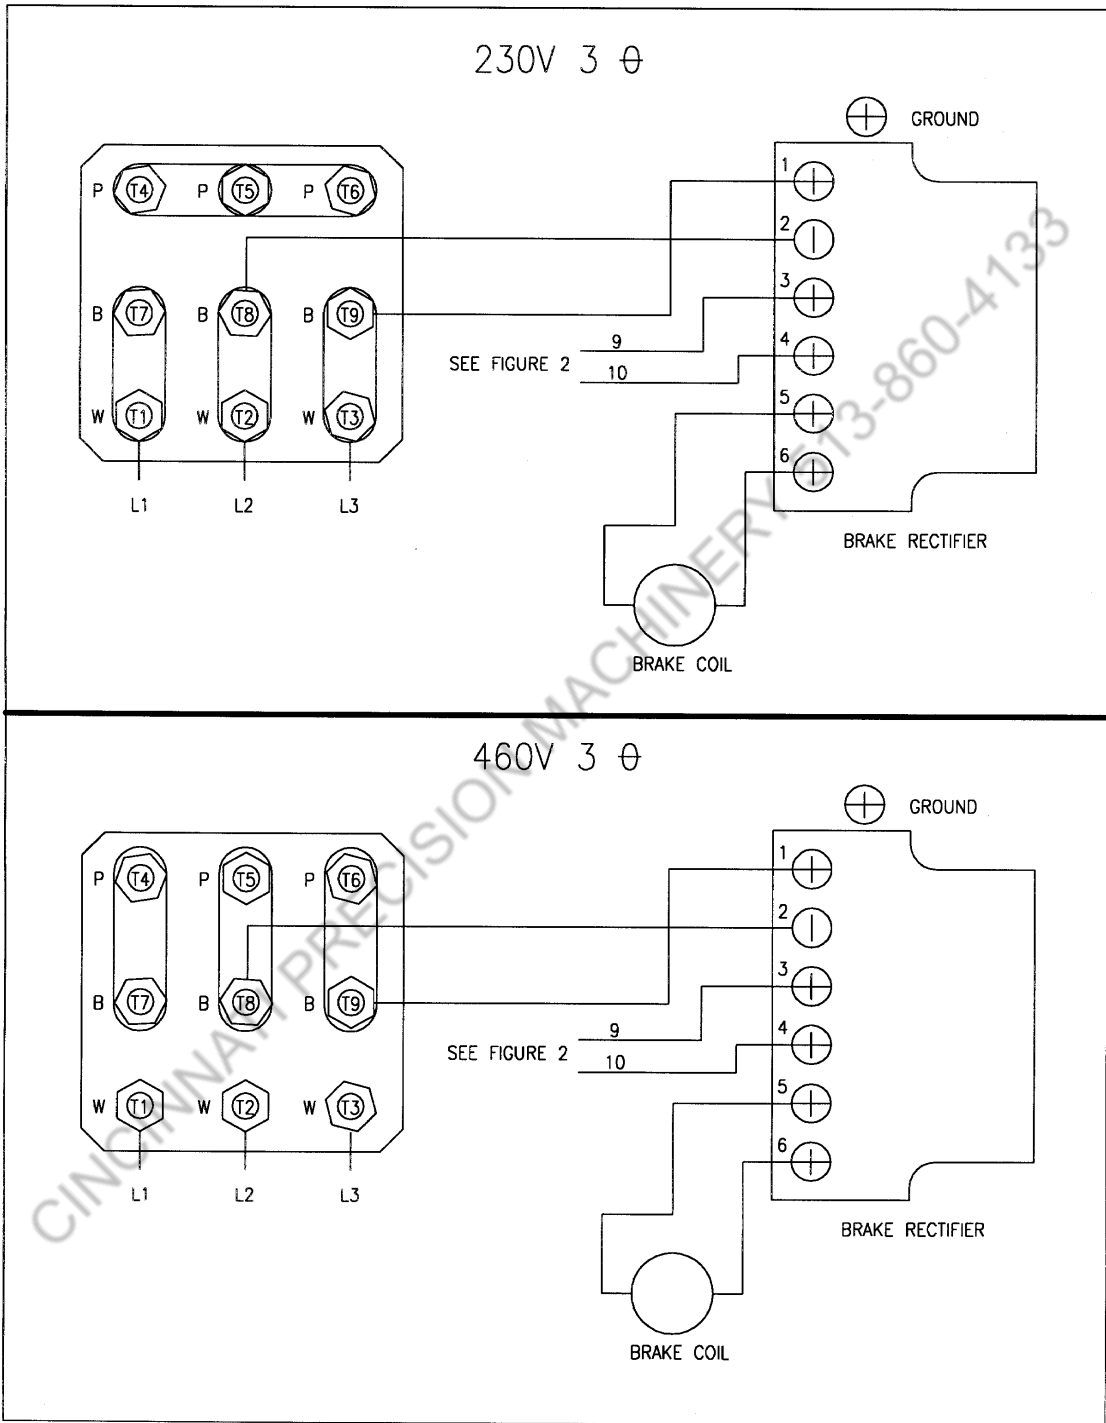 230V 3 θ
GROUND
P T4 P T5 P T6
1
2
B T7 B T8 B T9
3
9
SEE FIGURE 2
10
4
W T1 W T2 W T3
5
6
L1 L2 L3
BRAKE RECTIFIER
BRAKE COIL
460V 3 θ
GROUND
P T4 P T5 P T6
1
2
B T7 B T8 B T9
3
9
SEE FIGURE 2
10
4
W T1 W T2 W T3
5
6
L1 L2 L3
BRAKE RECTIFIER
BRAKE COIL
CINCINNATI PRECISION MACHINERY 513-860-4133